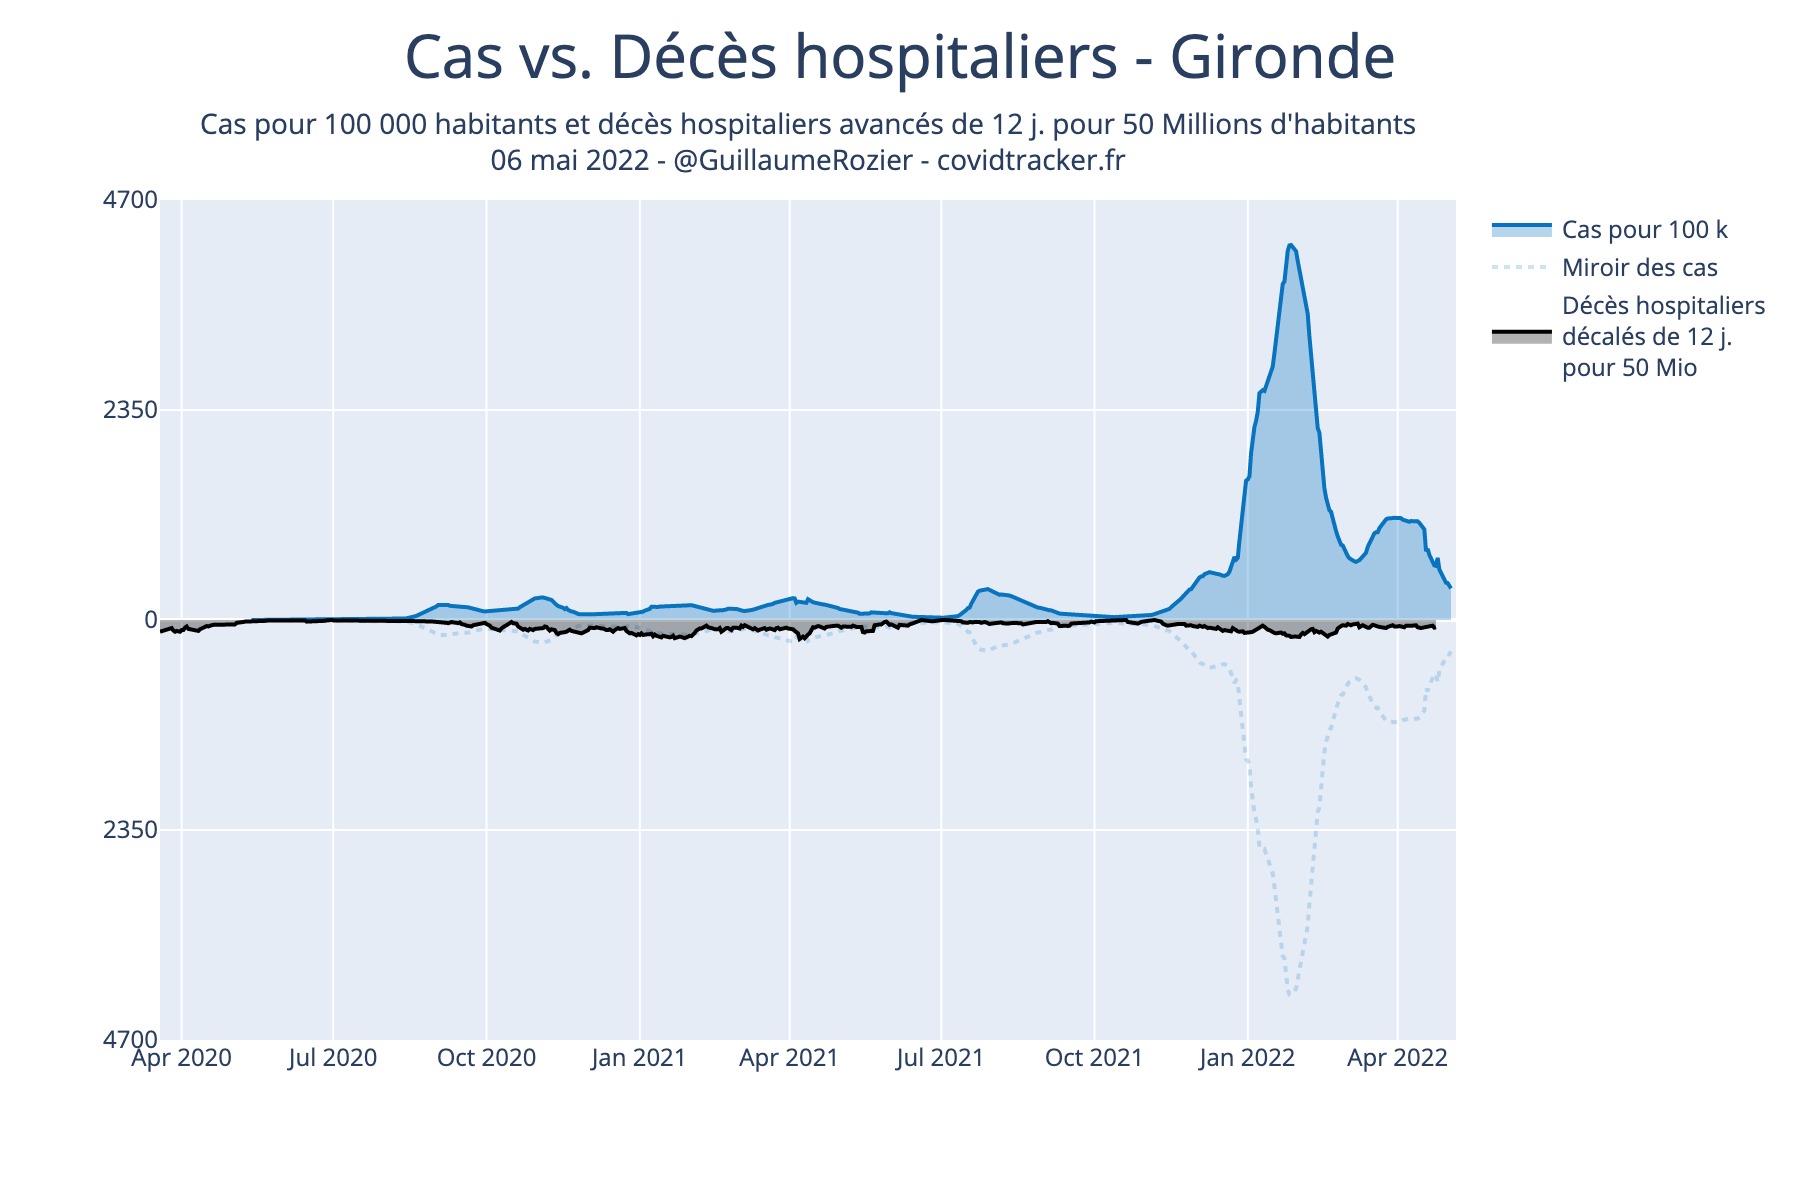 Cas vs. Décès hospitaliers - Gironde
Cas pour 100 000 habitants et décès hospitaliers avancés de 12 j. pour 50 Millions d'habitants
06 mai 2022 - @GuillaumeRozier - covidtracker.fr
4700
2350
0
2350
4700
Apr 2020
Jul 2020
Oct 2020
Jan 2021
Apr 2021
Jul 2021
Oct 2021
Jan 2022
Apr 2022
Cas pour 100 k
Miroir des cas
Décès hospitaliers
décalés de 12 j.
pour 50 Mio